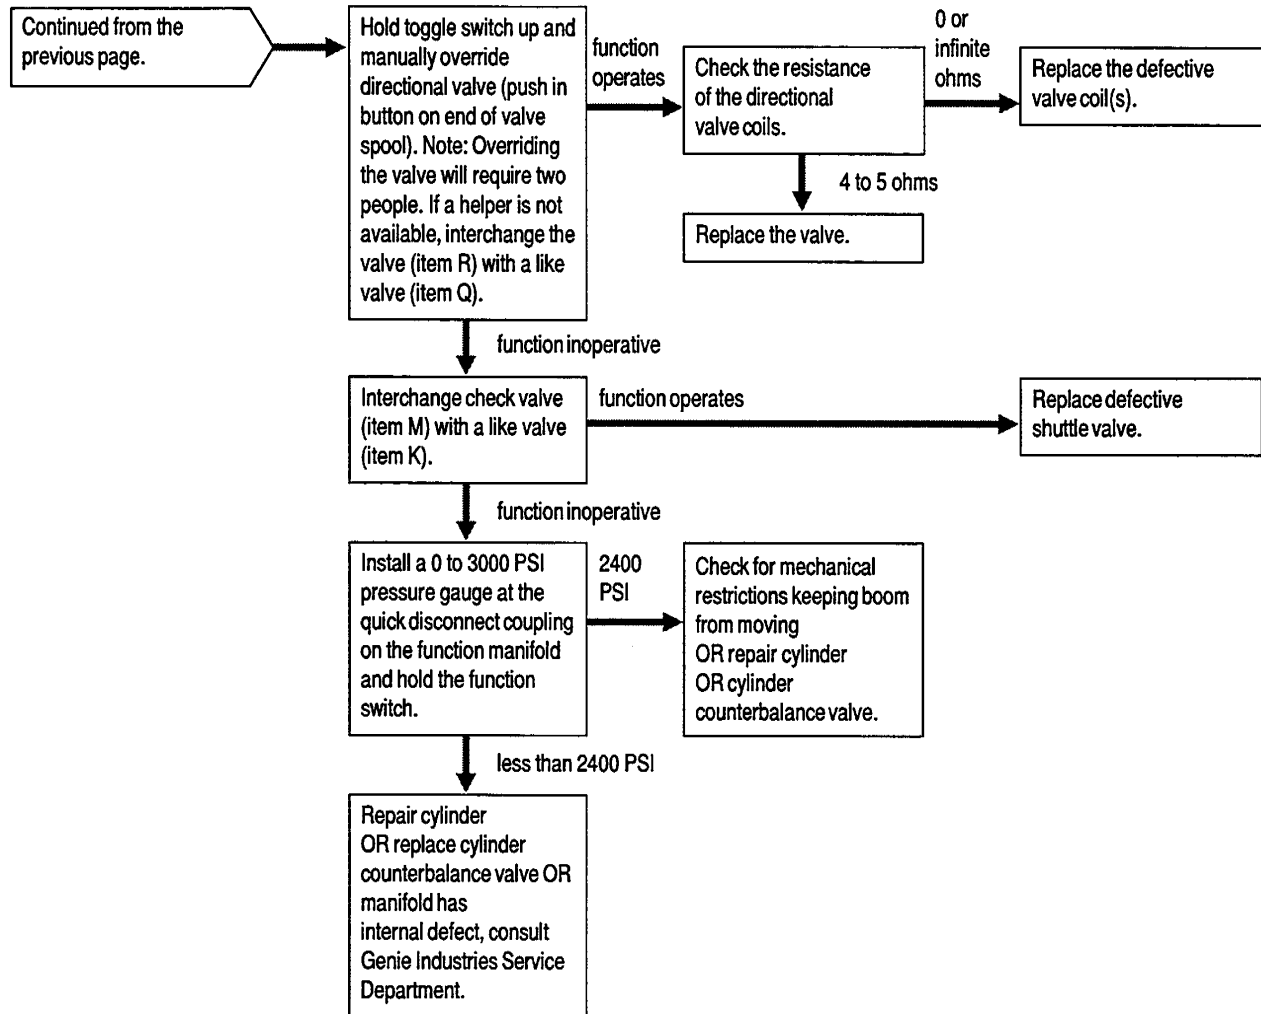 Continued from the
previous page.
Hold toggle switch up and
manually override
directional valve (push in
button on end of valve
spool). Note: Overriding
the valve will require two
people. If a helper is not
available, interchange the
valve (item R) with a like
valve (item Q).
function
operates
Check the resistance
of the directional
valve coils.
0 or
infinite
ohms
Replace the defective
valve coil(s).
4 to 5 ohms
Replace the valve.
function inoperative
Interchange check valve
(item M) with a like valve
(item K).
function operates
Replace defective
shuttle valve.
function inoperative
Install a 0 to 3000 PSI
pressure gauge at the
quick disconnect coupling
on the function manifold
and hold the function
switch.
2400
PSI
Check for mechanical
restrictions keeping boom
from moving
OR repair cylinder
OR cylinder
counterbalance valve.
less than 2400 PSI
Repair cylinder
OR replace cylinder
counterbalance valve OR
manifold has
internal defect, consult
Genie Industries Service
Department.